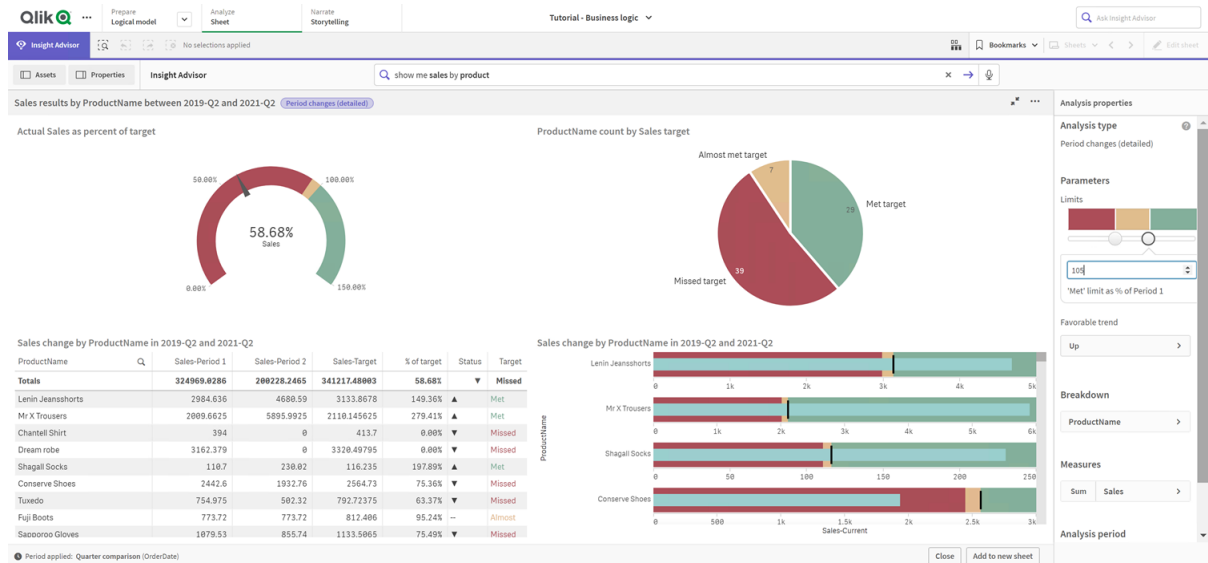 Qlik
...
Prepare
Logical model
Analyze
Sheet
Narrate
Storytelling
Tutorial - Business logic
Ask Insight Advisor
Insight Advisor
No selections applied
Bookmarks
Sheets
Edit sheet
Assets
Properties
Insight Advisor
show me sales by product
Sales results by ProductName between 2019-Q2 and 2021-Q2 Period changes (detailed)
...
Actual Sales as percent of target
50.00%
100.00%
58.68%
Sales
0.00%
150.00%
ProductName count by Sales target
Almost met target
7
Met target
29
39
Missed target
Sales change by ProductName in 2019-Q2 and 2021-Q2
ProductName Sales-Period 1 Sales-Period 2 Sales-Target % of target Status Target
Totals 324969.0286 200228.2465 341217.48003 58.68% ▼ Missed
Lenin Jeansshorts 2984.636 4680.59 3133.8678 149.36% ▲ Met
Mr X Trousers 2009.6625 5895.9925 2110.145625 279.41% ▲ Met
Chantell Shirt 394 0 413.7 0.00% ▼ Missed
Dream robe 3162.379 0 3320.49795 0.00% ▼ Missed
Shagall Socks 110.7 230.02 116.235 197.89% ▲ Met
Conserve Shoes 2442.6 1932.76 2564.73 75.36% ▼ Missed
Tuxedo 754.975 502.32 792.72375 63.37% ▼ Missed
Fuji Boots 773.72 773.72 812.406 95.24% -- Almost
Sapporoo Gloves 1079.53 855.74 1133.5065 75.49% ▼ Missed
Sales change by ProductName in 2019-Q2 and 2021-Q2
ProductName
Lenin Jeansshorts
0 1k 2k 3k 4k 5k
Mr X Trousers
0 1k 2k 3k 4k 5k 6k
Shagall Socks
0 50 100 150 200 250
Conserve Shoes
0 500 1k 1.5k 2k 2.5k 3k
Sales-Current
Analysis properties
Analysis type
Period changes (detailed)
Parameters
Limits
105
'Met' limit as % of Period 1
Favorable trend
Up
Breakdown
ProductName
Measures
Sum Sales
Analysis period
Period applied: Quarter comparison (OrderDate)
Close
Add to new sheet